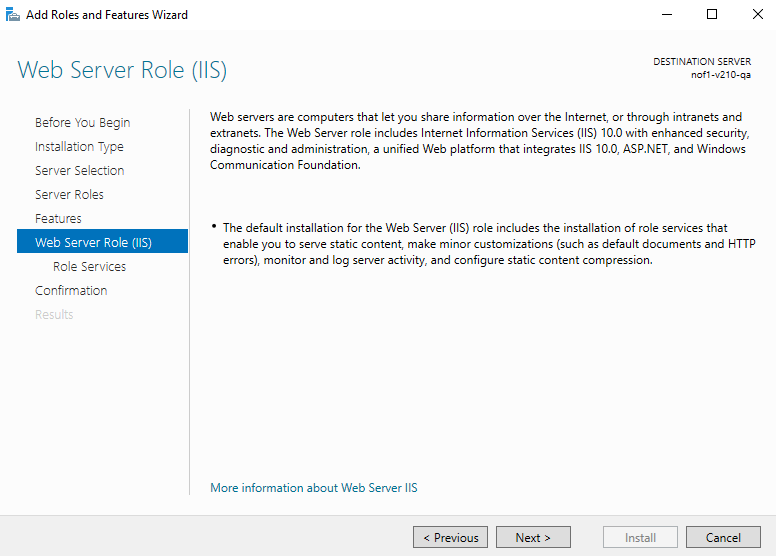 Add Roles and Features Wizard
Web Server Role (IIS)
DESTINATION SERVER
nof1-v210-qa
Before You Begin
Installation Type
Server Selection
Server Roles
Features
Web Server Role (IIS)
Role Services
Confirmation
Results
Web servers are computers that let you share information over the Internet, or through intranets and
extranets. The Web Server role includes Internet Information Services (IIS) 10.0 with enhanced security,
diagnostic and administration, a unified Web platform that integrates IIS 10.0, ASP.NET, and Windows
Communication Foundation.
• The default installation for the Web Server (IIS) role includes the installation of role services that
enable you to serve static content, make minor customizations (such as default documents and HTTP
errors), monitor and log server activity, and configure static content compression.
More information about Web Server IIS
< Previous
Next >
Install
Cancel